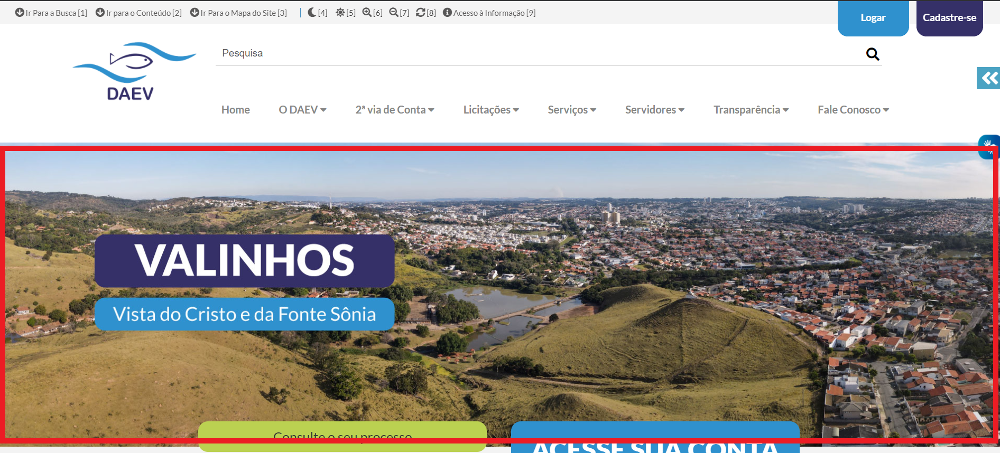 Ir Para a Busca [1] Ir para o Conteúdo [2] Ir Para o Mapa do Site [3] [4] [5] [6] [7] [8] Acesso à Informação [9]
Logar
Cadastre-se
Pesquisa
DAEV
Home O DAEV 2ª via de Conta Licitações Serviços Servidores Transparência Fale Conosco
VALINHOS
Vista do Cristo e da Fonte Sônia
Consulte o seu processo
ACESSE SUA CONTA